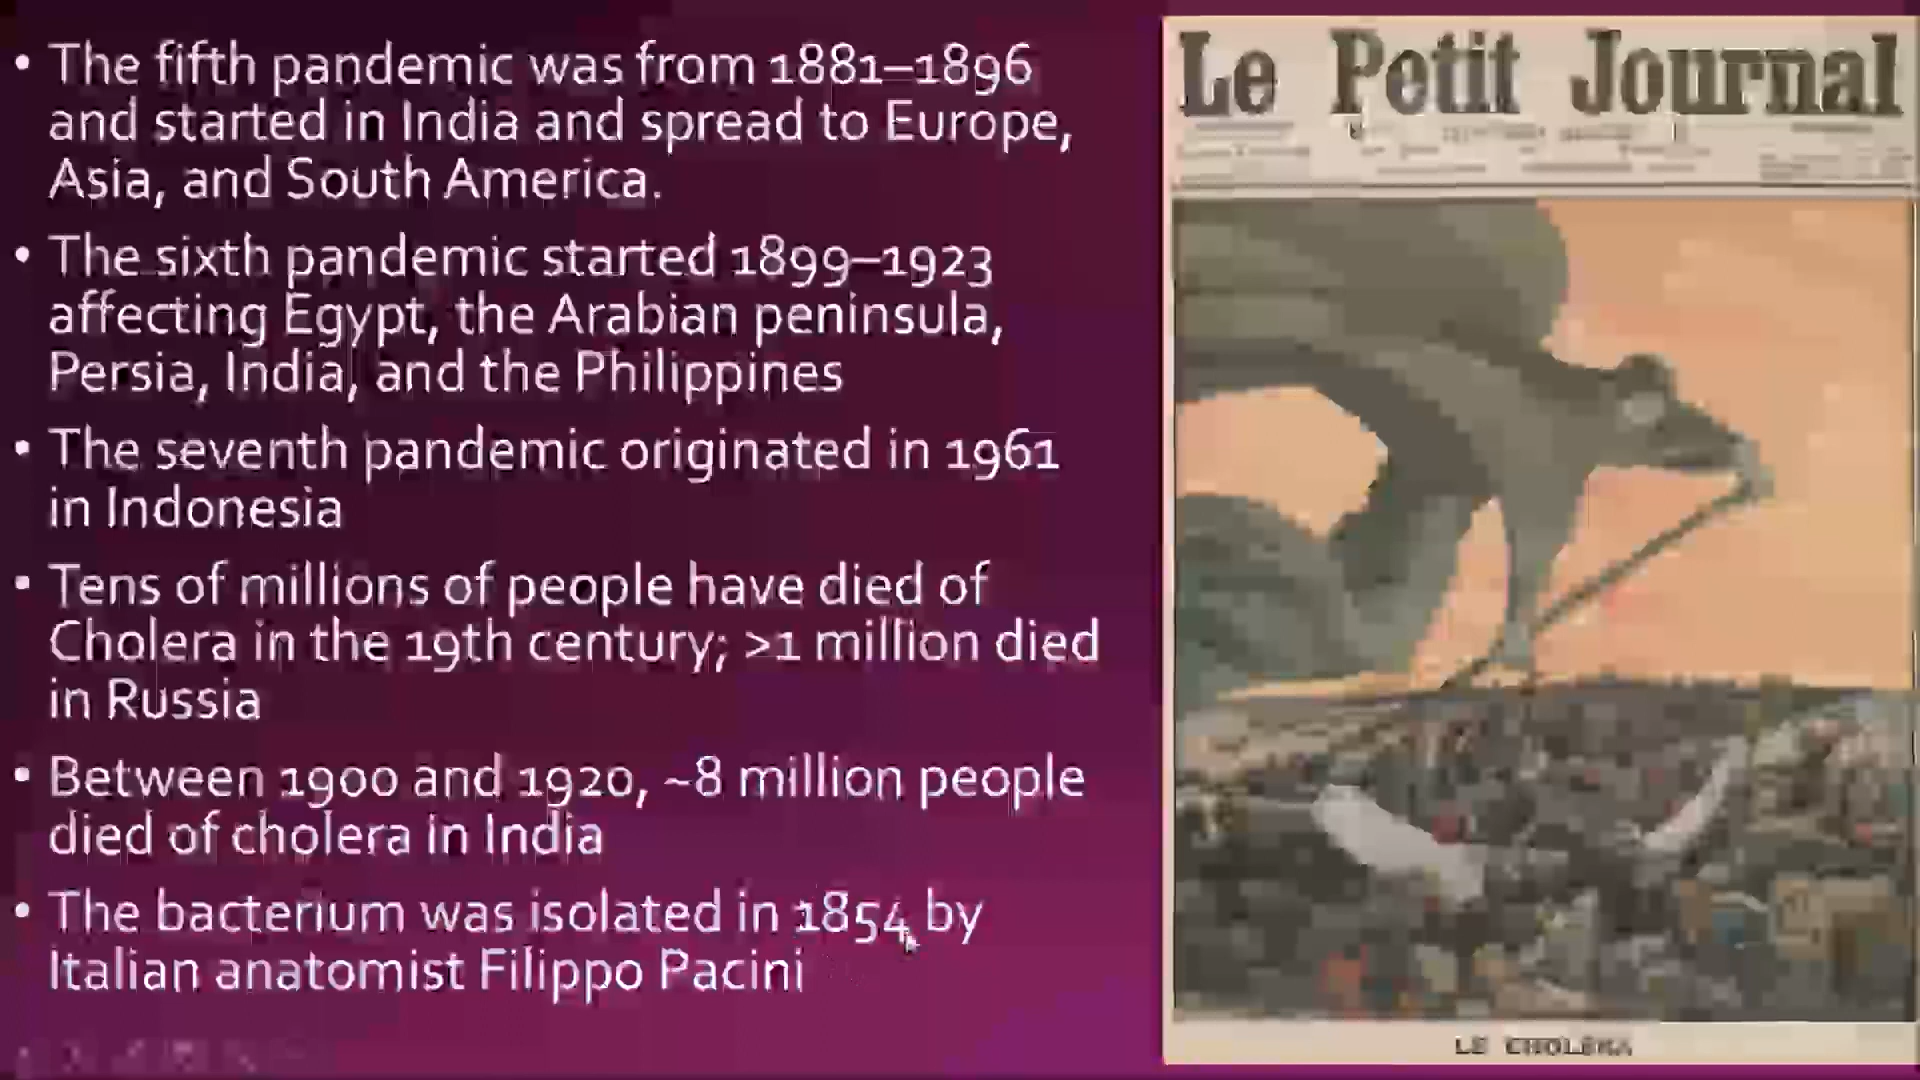 • The fifth pandemic was from 1881–1896
and started in India and spread to Europe,
Asia, and South America.
• The sixth pandemic started 1899–1923
affecting Egypt, the Arabian peninsula,
Persia, India, and the Philippines
• The seventh pandemic originated in 1961
in Indonesia
• Tens of millions of people have died of
Cholera in the 19th century; >1 million died
in Russia
• Between 1900 and 1920, ~8 million people
died of cholera in India
• The bacterium was isolated in 1854 by
Italian anatomist Filippo Pacini
Le Petit Journal
LE CHOLÉRA